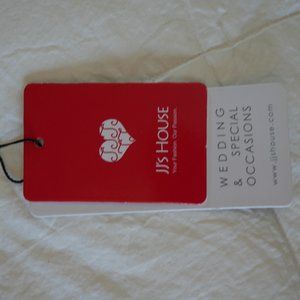 JJ's HOUSE
Your Fashion. Our Passion.
WEDDING
& SPECIAL
OCCASIONS
www.jjshouse.com